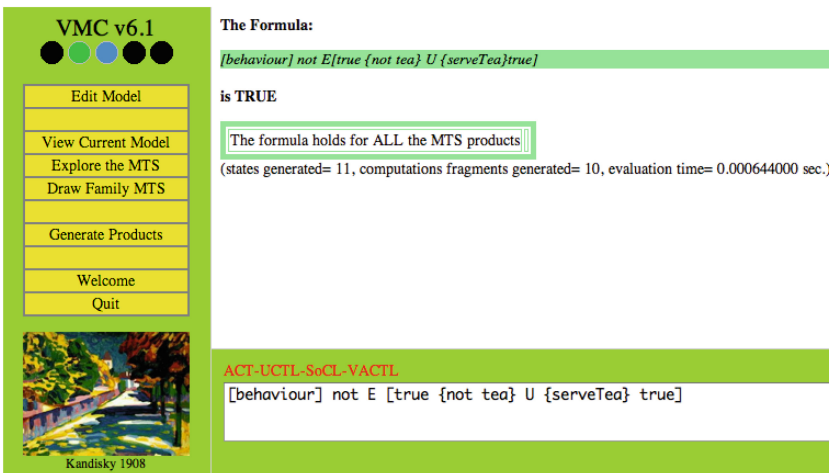 VMC v6.1
Edit Model
View Current Model
Explore the MTS
Draw Family MTS
Generate Products
Welcome
Quit
Kandisky 1908
The Formula:
[behaviour] not E[true {not tea} U {serveTea}true]
is TRUE
The formula holds for ALL the MTS products
(states generated= 11, computations fragments generated= 10, evaluation time= 0.000644000 sec.)
ACT-UCTL-SoCL-VACTL
[behaviour] not E [true {not tea} U {serveTea} true]